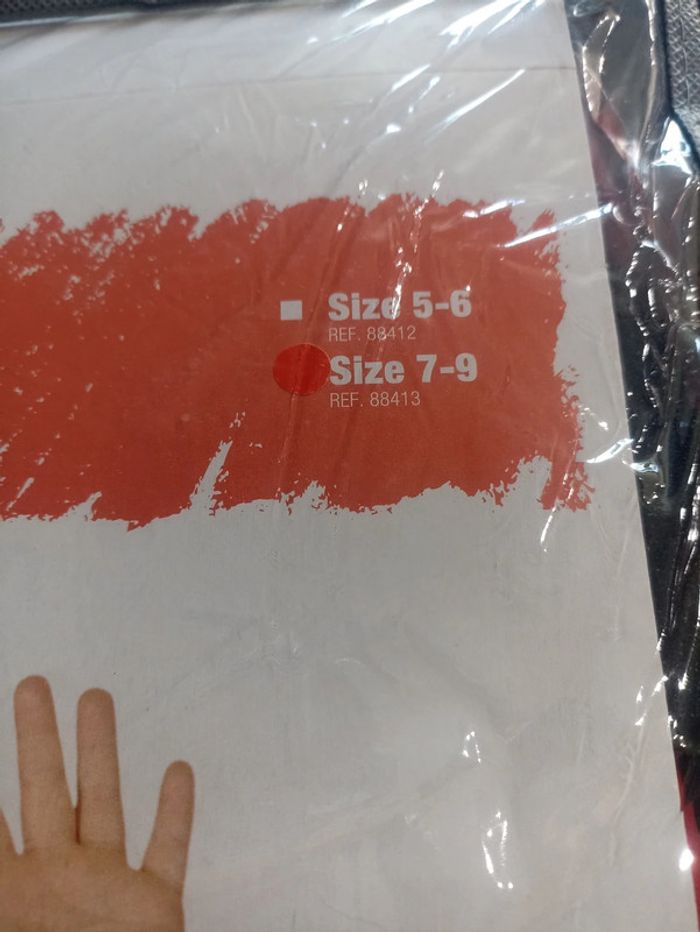 Size 5-6
REF. 88412
Size 7-9
REF. 88413